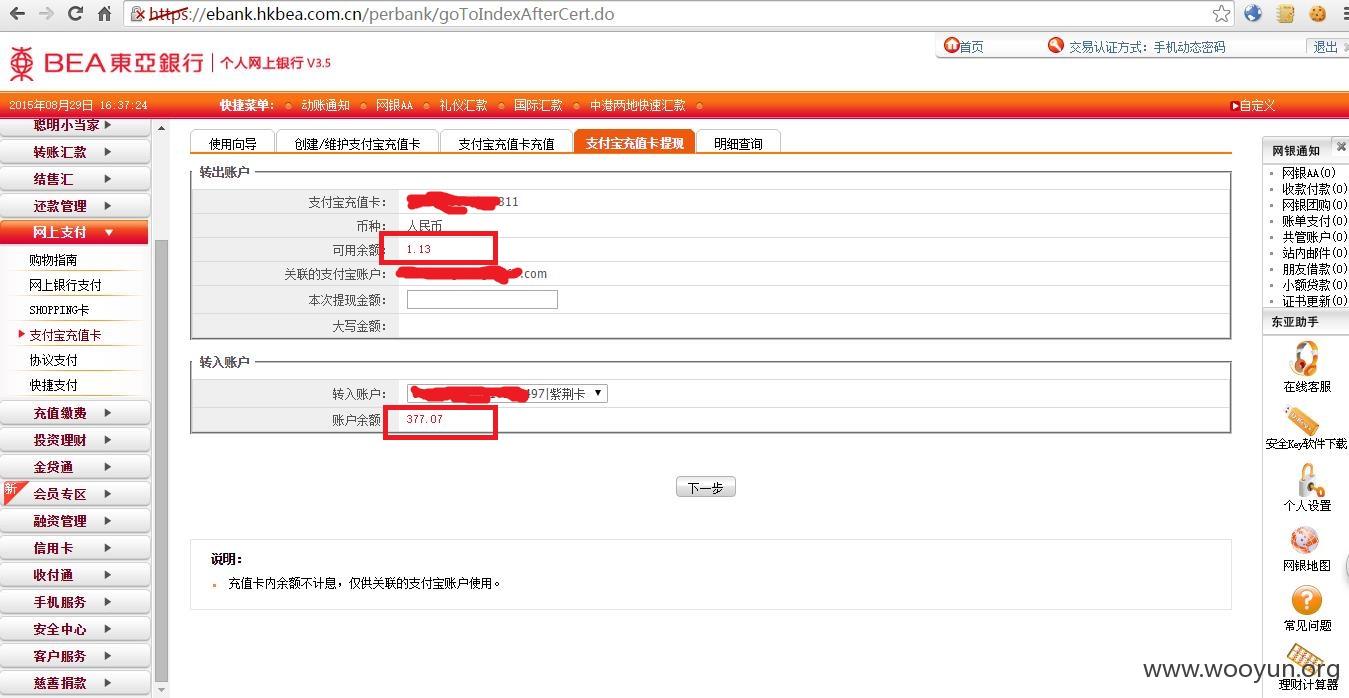 https://ebank.hkbea.com.cn/perbank/goToIndexAfterCert.do
BEA東亞銀行 | 个人网上银行 V3.5
首页
交易认证方式: 手机动态密码
退出
2015年08月29日 16:37:24
快捷菜单:
动账通知
网银AA
礼仪汇款
国际汇款
中港两地快速汇款
自定义
聪明小当家
转账汇款
结售汇
还款管理
网上支付
购物指南
网上银行支付
SHOPPING卡
支付宝充值卡
协议支付
快捷支付
充值缴费
投资理财
金贷通
新
会员专区
融资管理
信用卡
收付通
手机服务
安全中心
客户服务
慈善捐款
使用向导
创建/维护支付宝充值卡
支付宝充值卡充值
支付宝充值卡提现
明细查询
转出账户
支付宝充值卡: 311
币种: 人民币
可用余额: 1.13
关联的支付宝账户: .com
本次提现金额:
大写金额:
转入账户
转入账户: 497|紫荆卡
账户余额 377.07
下一步
说明:
充值卡内余额不计息，仅供关联的支付宝账户使用。
网银通知
网银AA(0)
收款付款(0)
网银团购(0)
账单支付(0)
共管账户(0)
站内邮件(0)
朋友借款(0)
小额贷款(0)
证书更新(0)
东亚助手
在线客服
安全Key软件下载
个人设置
网银地图
常见问题
理财计算器
www.wooyun.org